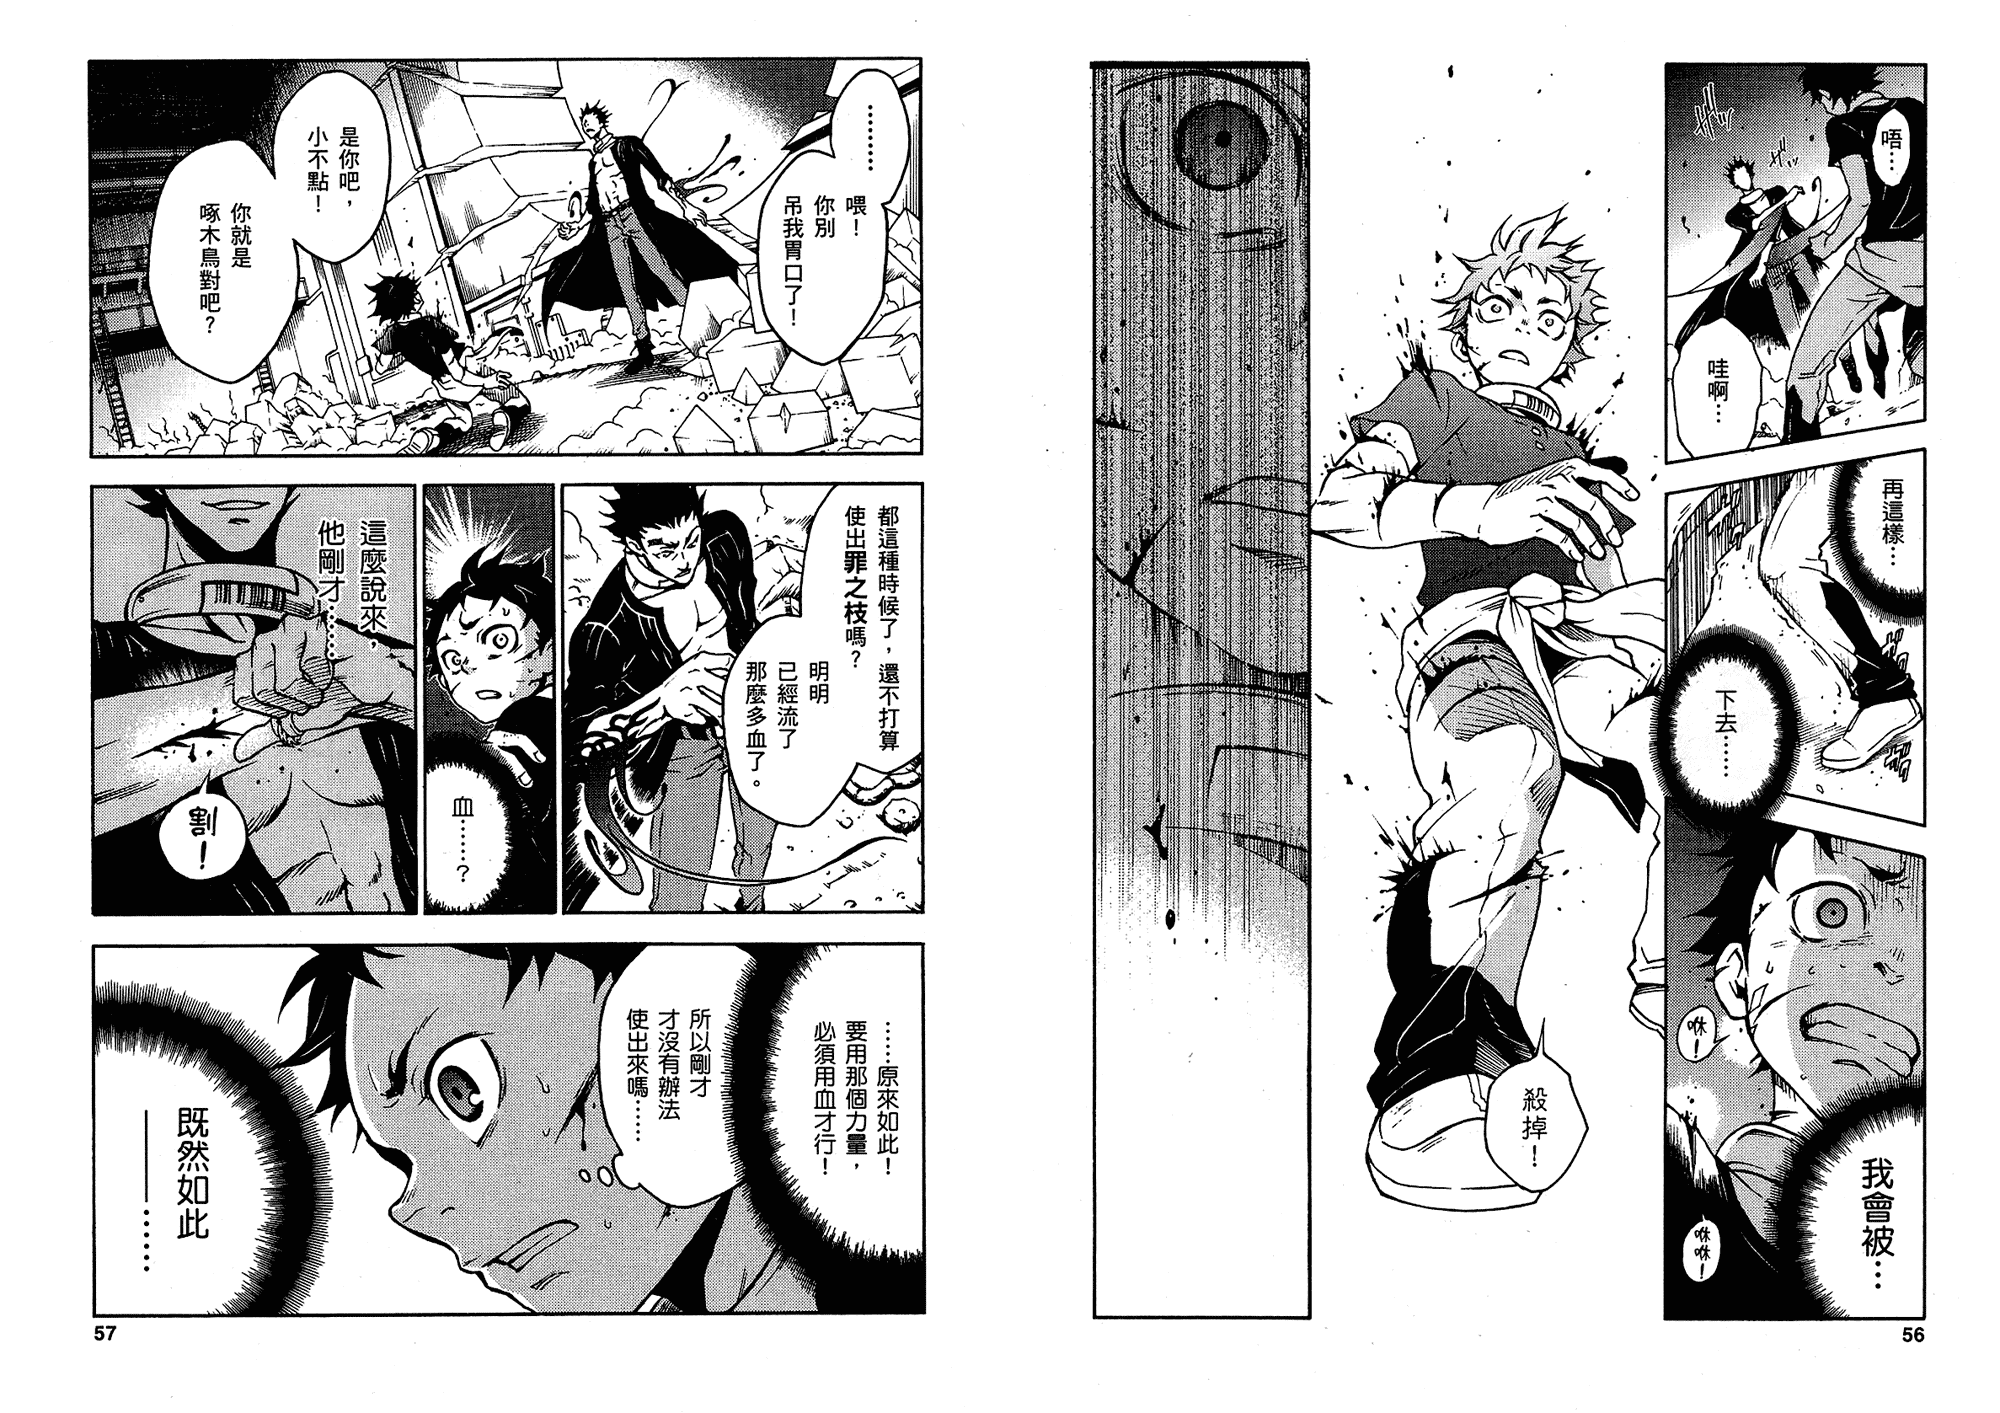 唔…
哇啊…
再這樣…
下去……
我會被…
咻!
咻咻!
殺掉!
56
………
喂!
你別
吊我胃口了!
是你吧,
小不點!
你就是
啄木鳥對吧?
都這種時候了,還不打算
使出罪之枝嗎?
明明
已經流了
那麼多血了。
血……?
這麼說來,
他剛才……
割!
……原來如此!
要用那個力量,
必須用血才行!
所以剛才
才沒有辦法
使出來嗎……
既然如此
——……
57